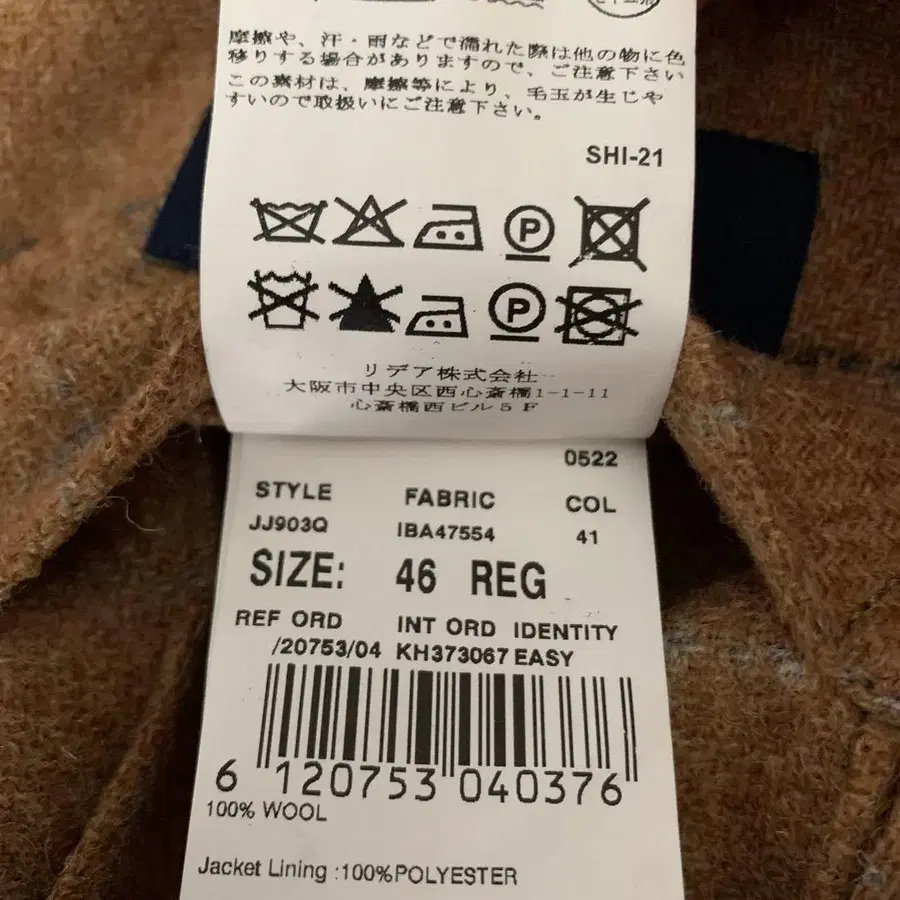 摩擦や、汗・雨などで濡れた際は他の物に色
移りする場合がありますので、ご注意下さい
この素材は、摩擦等により、毛玉が生じや
すいので取扱いにご注意下さい。
SHI-21
P
P
リデア株式会社
大阪市中央区西心斎橋1-1-11
心斎橋西ビル5F
0522
STYLE FABRIC COL
JJ903Q IBA47554 41
SIZE: 46 REG
REF ORD INT ORD IDENTITY
/20753/04 KH373067 EASY
6 120753 040376
100% WOOL
Jacket Lining :100%POLYESTER